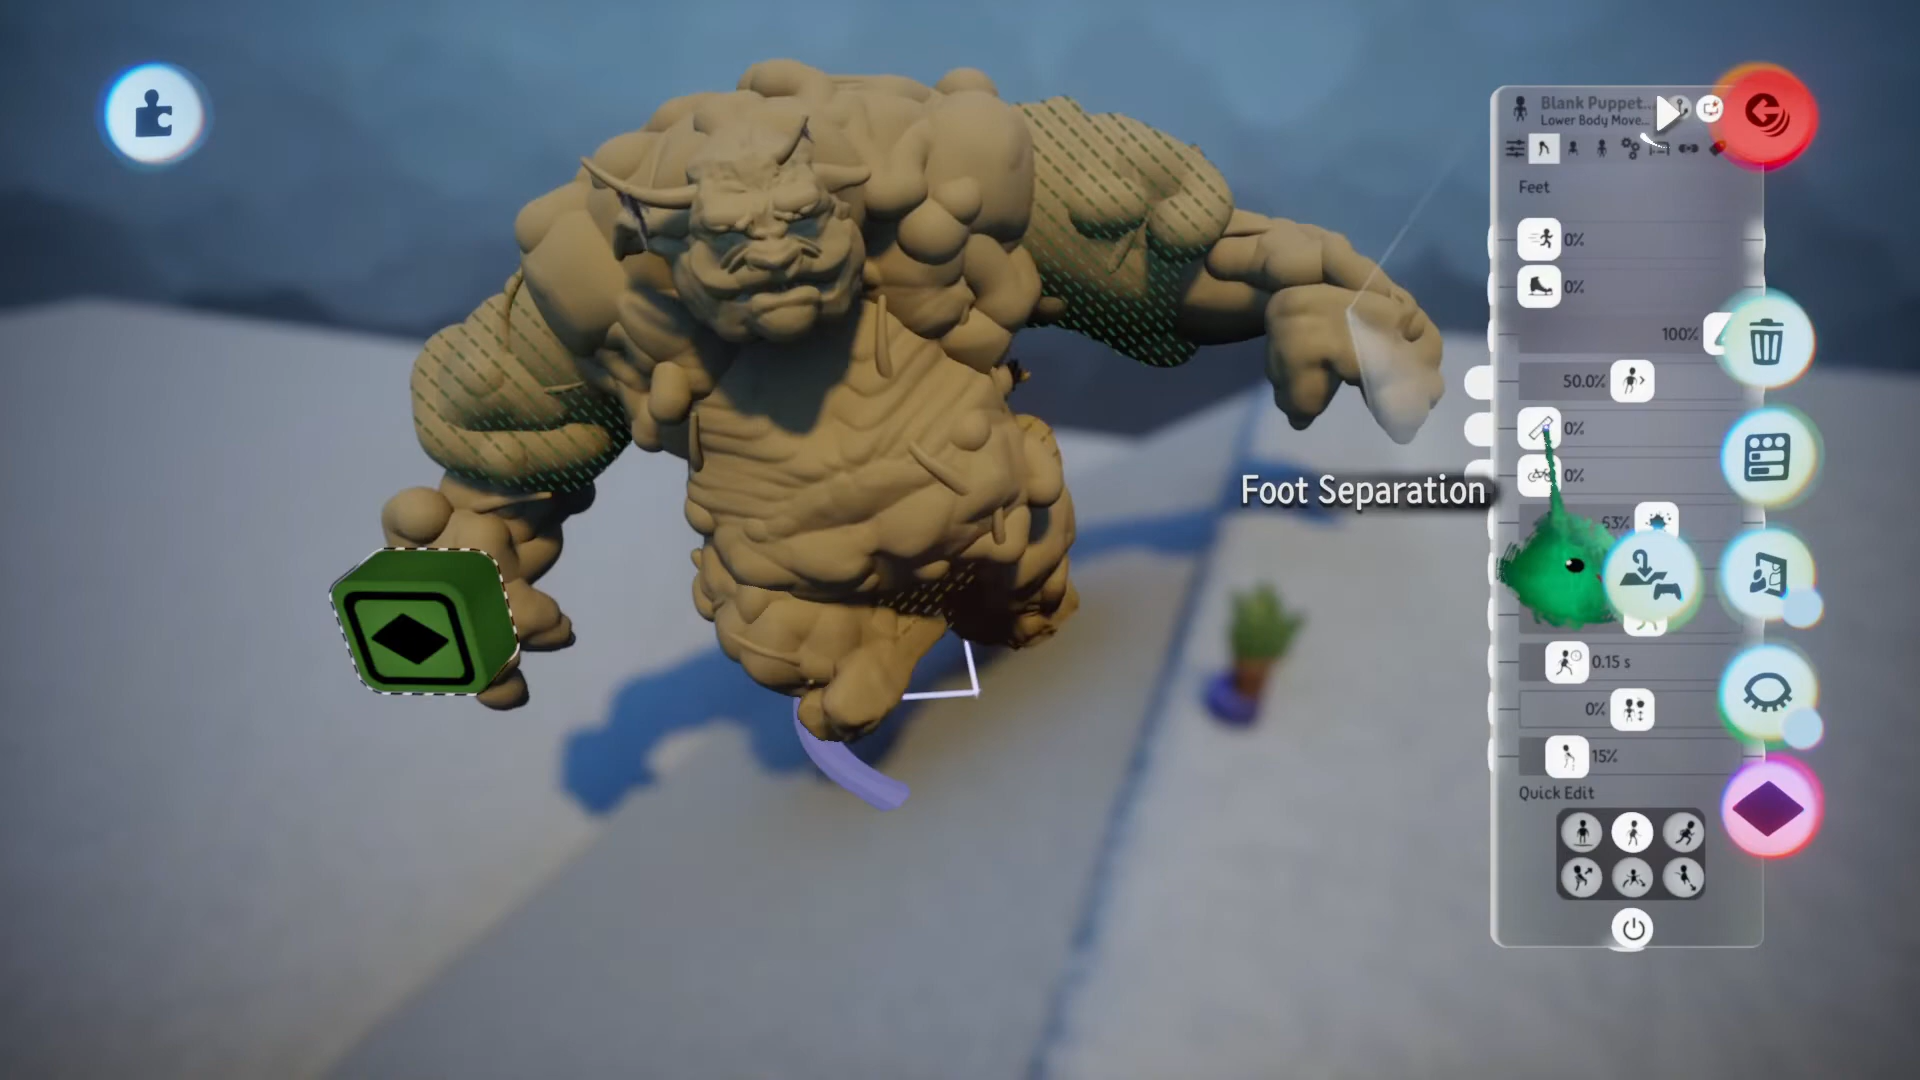 Blank Puppet...
Lower Body Move...
Feet
0%
0%
100%
50.0%
0%
Foot Separation
0%
53%
0.15 s
0%
15%
Quick Edit